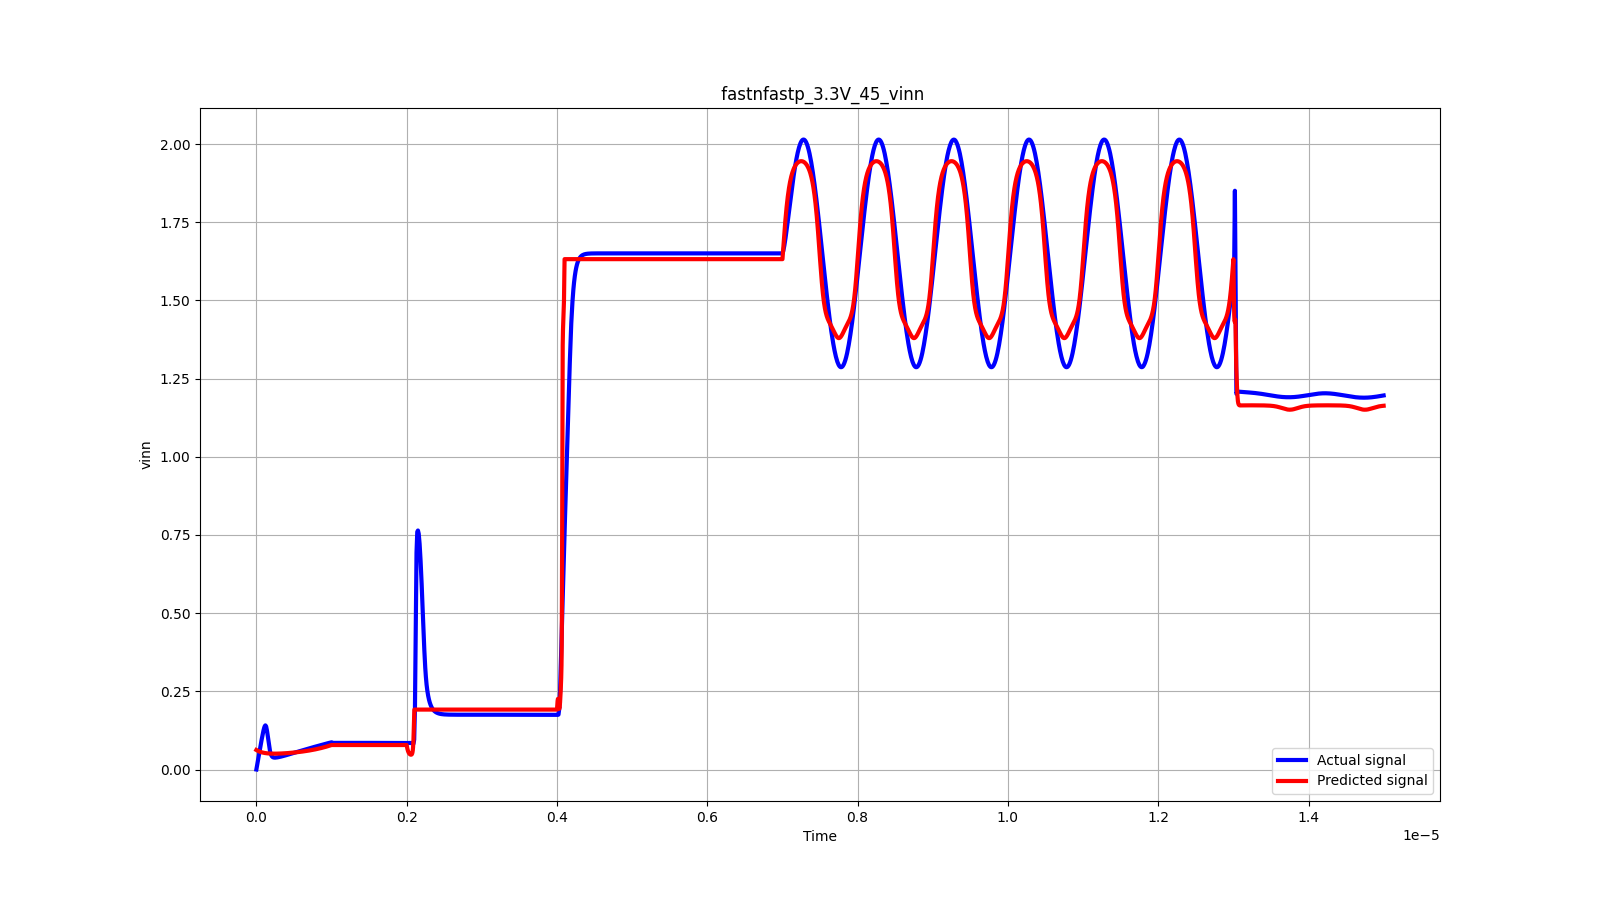 fastnfastp_3.3V_45_vinn
2.00
1.75
1.50
1.25
1.00
0.75
0.50
0.25
0.00
vinn
0.0 0.2 0.4 0.6 0.8 1.0 1.2 1.4
Time
1e−5
Actual signal
Predicted signal